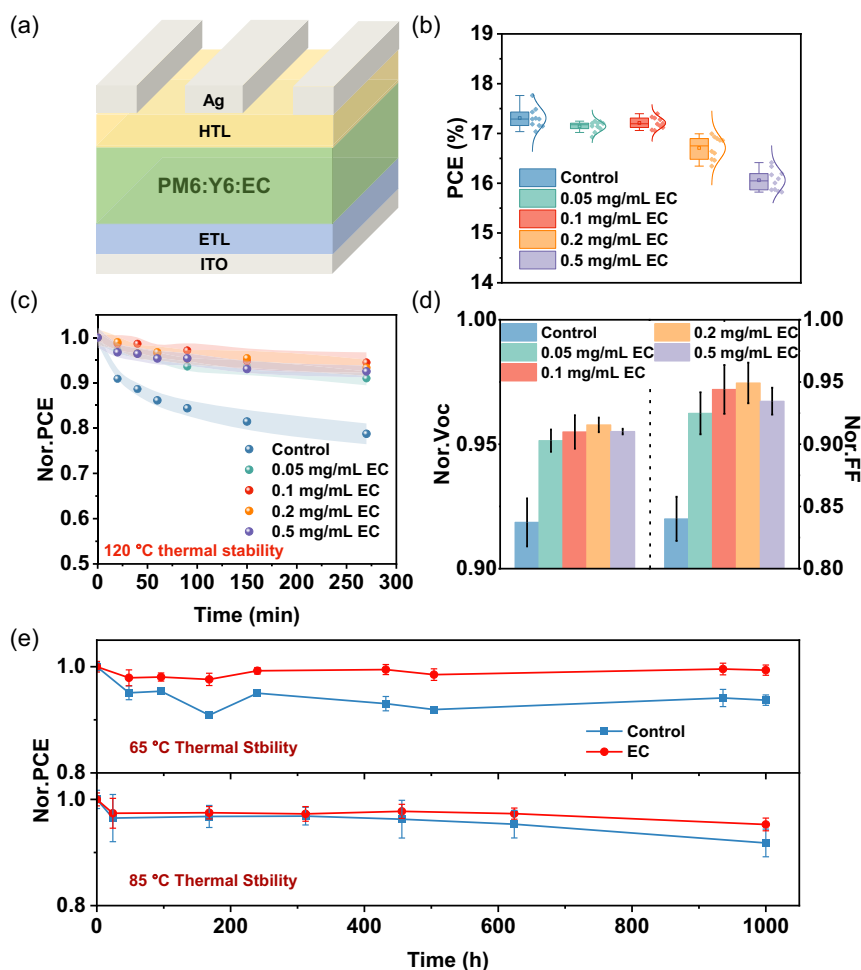 (a)
Ag
HTL
PM6:Y6:EC
ETL
ITO
(b)
PCE (%)
19
18
17
16
15
14
Control
0.05 mg/mL EC
0.1 mg/mL EC
0.2 mg/mL EC
0.5 mg/mL EC
(c)
Nor.PCE
1.0
0.9
0.8
0.7
0.6
0.5
Control
0.05 mg/mL EC
0.1 mg/mL EC
0.2 mg/mL EC
0.5 mg/mL EC
120 °C thermal stability
0 50 100 150 200 250 300
Time (min)
(d)
Nor.Voc
1.00
0.95
0.90
Control
0.05 mg/mL EC
0.1 mg/mL EC
0.2 mg/mL EC
0.5 mg/mL EC
1.00
0.95
0.90
0.85
0.80
Nor.FF
(e)
Nor.PCE
1.0
0.8
65 °C Thermal Stbility
Control
EC
1.0
0.8
85 °C Thermal Stbility
0 200 400 600 800 1000
Time (h)